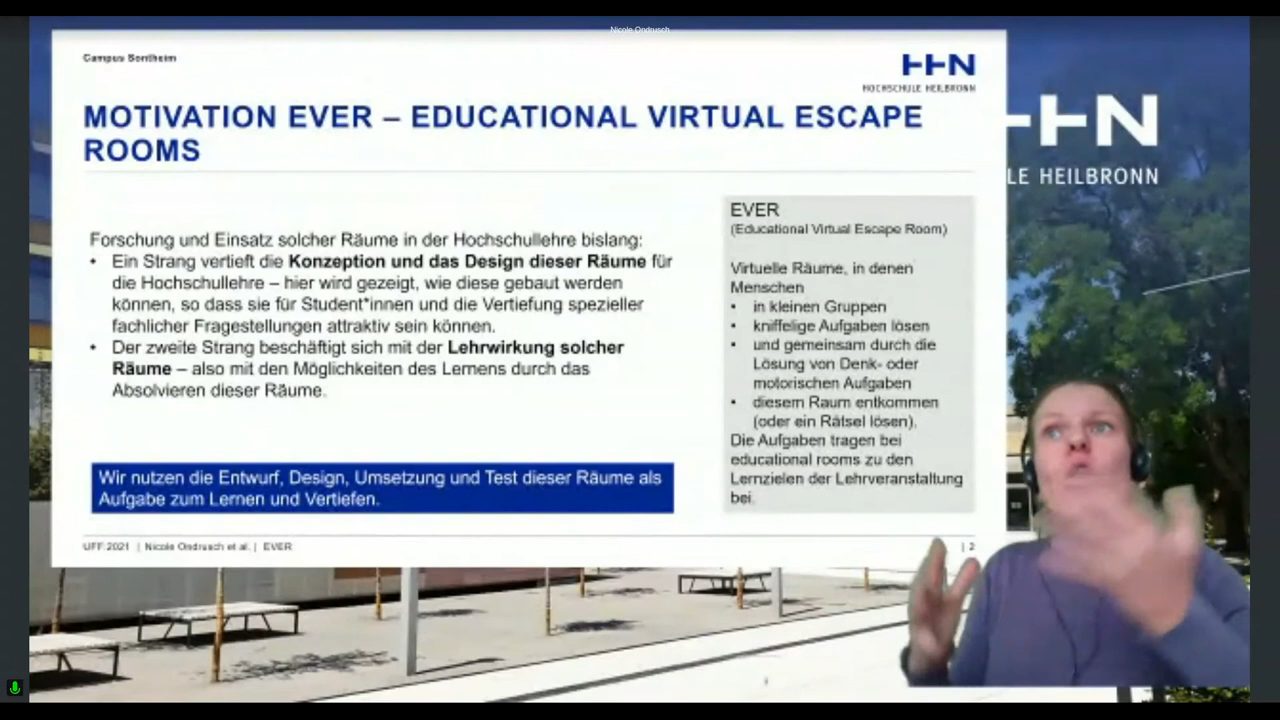 Nicole Ondrusch
Campus Sontheim
HHN
HOCHSCHULE HEILBRONN
MOTIVATION EVER – EDUCATIONAL VIRTUAL ESCAPE
ROOMS
Forschung und Einsatz solcher Räume in der Hochschullehre bislang:
• Ein Strang vertieft die Konzeption und das Design dieser Räume für
die Hochschullehre – hier wird gezeigt, wie diese gebaut werden
können, so dass sie für Student*innen und die Vertiefung spezieller
fachlicher Fragestellungen attraktiv sein können.
• Der zweite Strang beschäftigt sich mit der Lehrwirkung solcher
Räume – also mit den Möglichkeiten des Lernens durch das
Absolvieren dieser Räume.
Wir nutzen die Entwurf, Design, Umsetzung und Test dieser Räume als
Aufgabe zum Lernen und Vertiefen.
EVER
(Educational Virtual Escape Room)
Virtuelle Räume, in denen
Menschen
• in kleinen Gruppen
• kniffelige Aufgaben lösen
• und gemeinsam durch die
Lösung von Denk- oder
motorischen Aufgaben
• diesem Raum entkommen
(oder ein Rätsel lösen).
Die Aufgaben tragen bei
educational rooms zu den
Lernzielen der Lehrveranstaltung
bei.
UFF 2021 | Nicole Ondrusch et al. | EVER
| 2
HHN
LE HEILBRONN